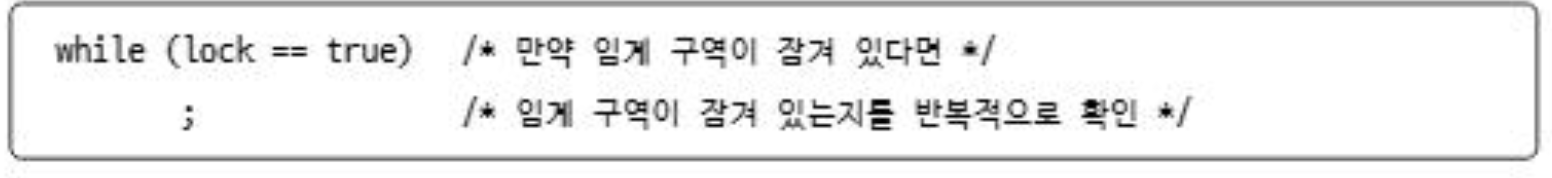 while (lock == true) /* 만약 임계 구역이 잠겨 있다면 */
; /* 임계 구역이 잠겨 있는지를 반복적으로 확인 */